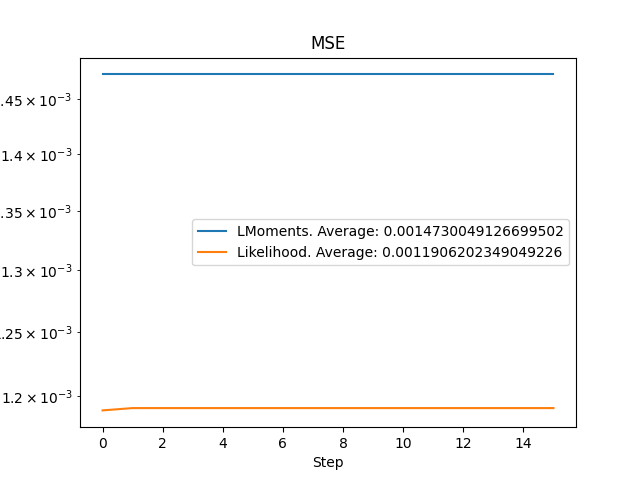 MSE
.45 × 10⁻³
1.4 × 10⁻³
.35 × 10⁻³
1.3 × 10⁻³
.25 × 10⁻³
1.2 × 10⁻³
LMoments. Average: 0.0014730049126699502
Likelihood. Average: 0.0011906202349049226
0 2 4 6 8 10 12 14
Step